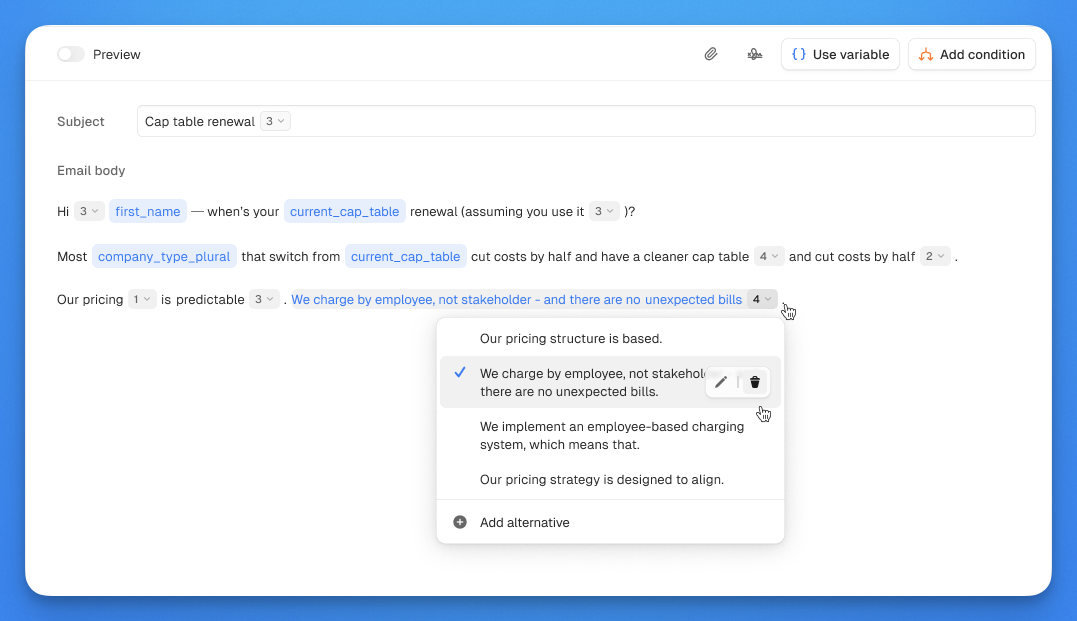 Preview
{ } Use variable
Add condition
Subject
Cap table renewal 3
Email body
Hi 3 first_name — when's your current_cap_table renewal (assuming you use it 3 )?
Most company_type_plural that switch from current_cap_table cut costs by half and have a cleaner cap table 4 and cut costs by half 2 .
Our pricing 1 is predictable 3 . We charge by employee, not stakeholder - and there are no unexpected bills 4
Our pricing structure is based.
We charge by employee, not
there are no unexpected bills.
We implement an employee-based charging
system, which means that.
Our pricing strategy is designed to align.
Add alternative